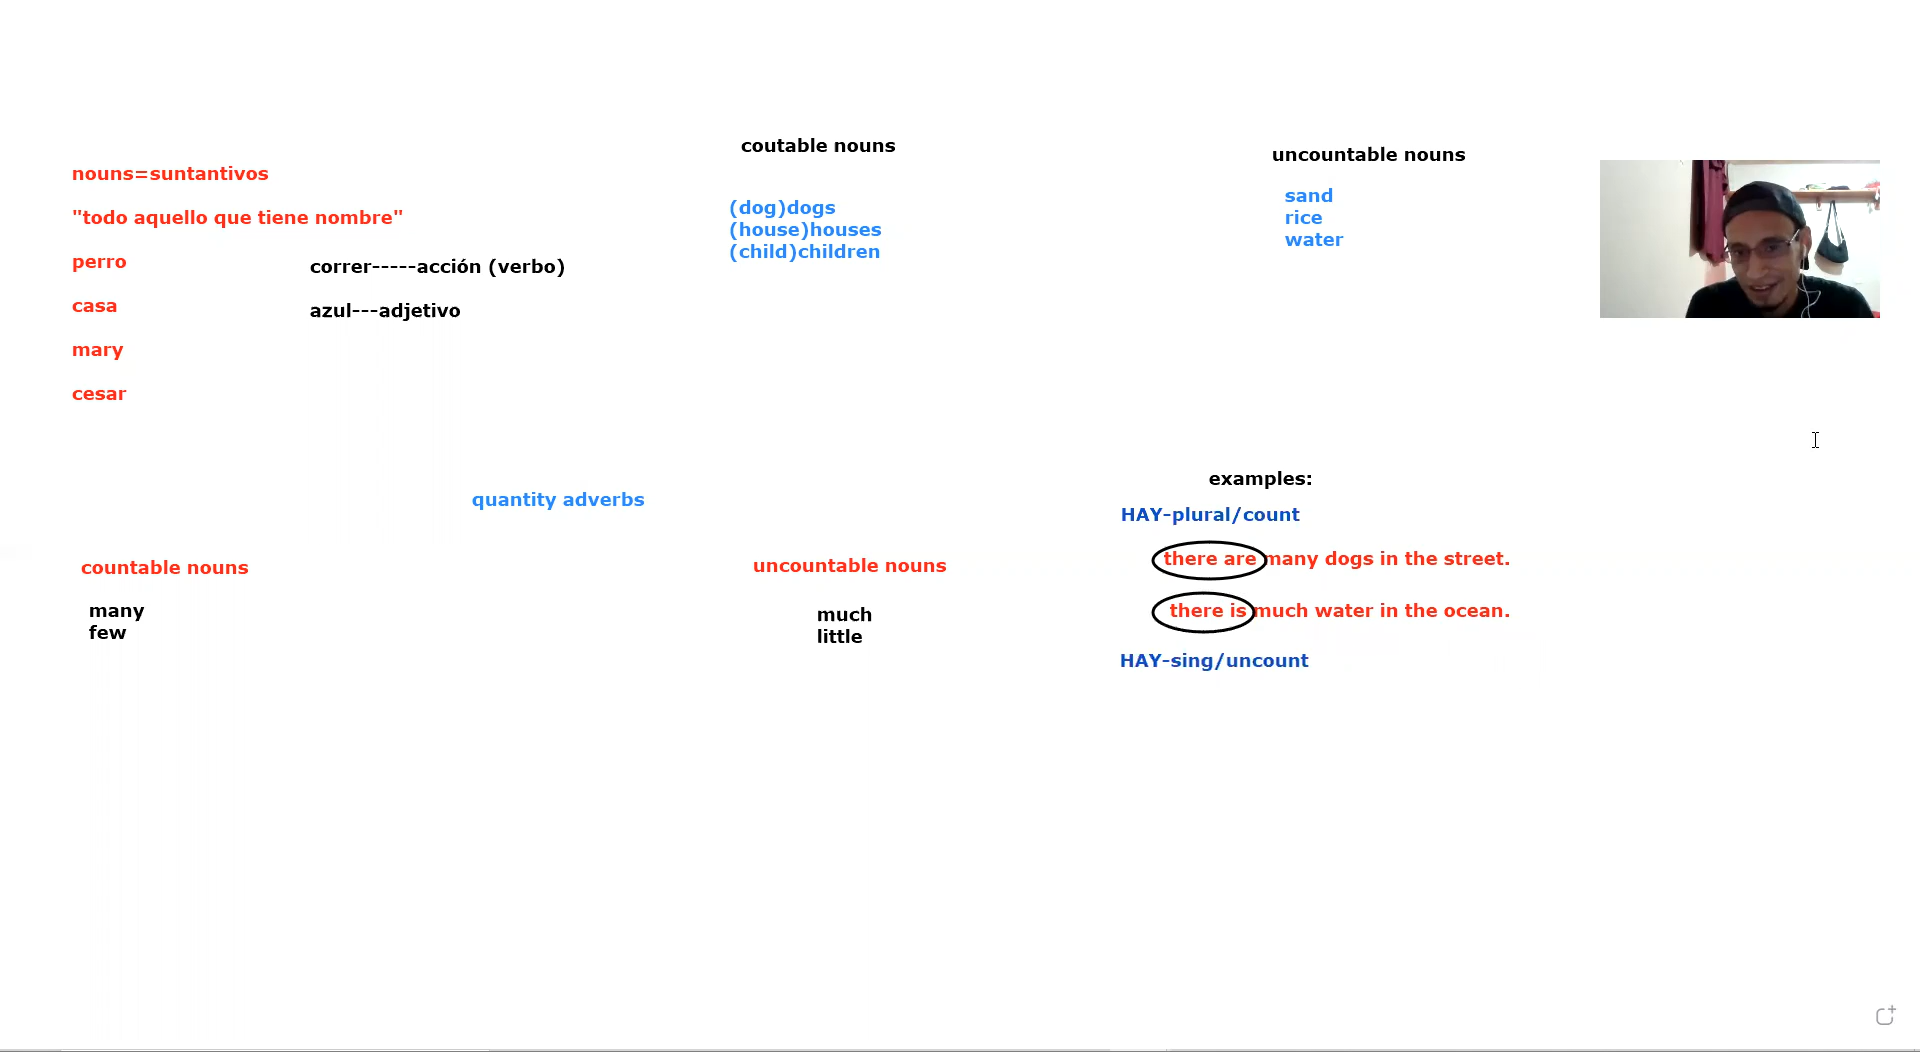 nouns=suntantivos
"todo aquello que tiene nombre"
perro
casa
mary
cesar
correr-----acción (verbo)
azul---adjetivo
coutable nouns
(dog)dogs
(house)houses
(child)children
uncountable nouns
sand
rice
water
quantity adverbs
countable nouns
many
few
uncountable nouns
much
little
examples:
HAY-plural/count
there are many dogs in the street.
there is much water in the ocean.
HAY-sing/uncount